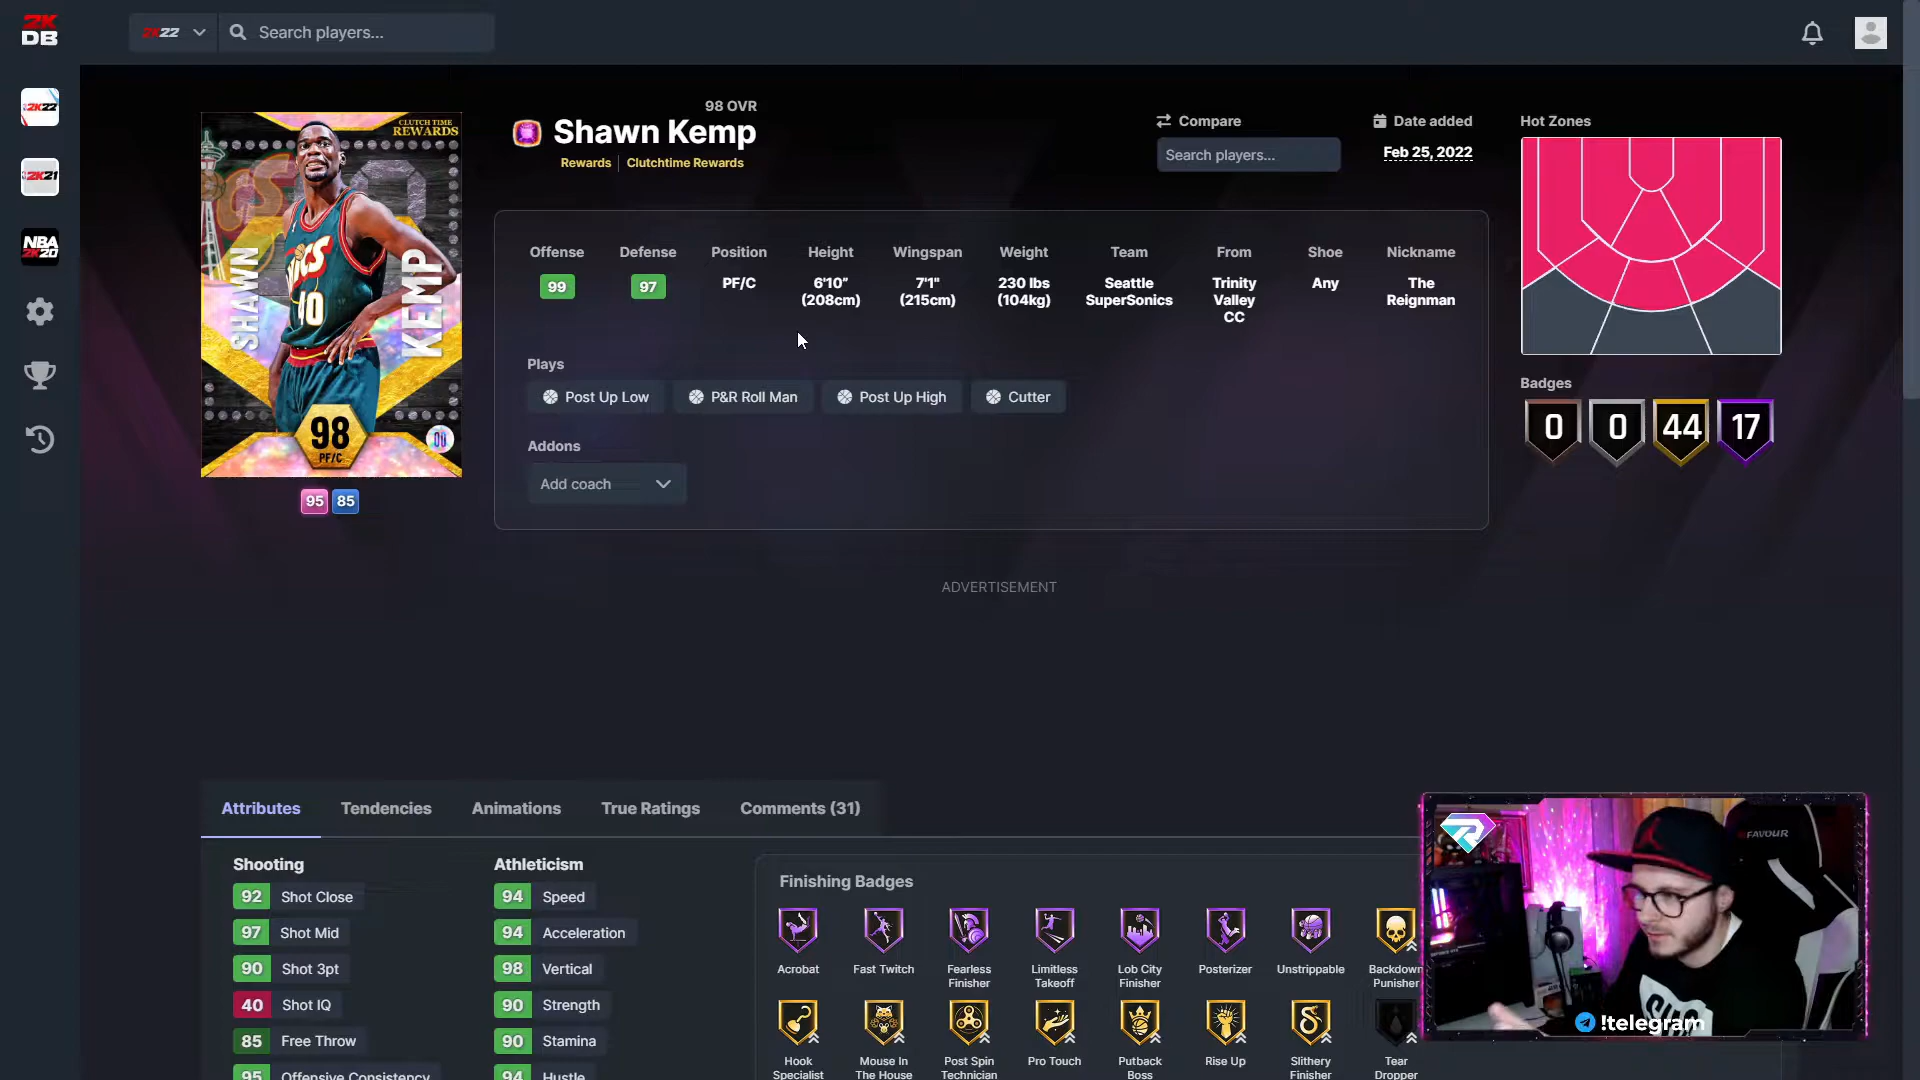 2K
DB
2K22
Search players...
2K22
2K21
NBA
2K20
CLUTCH TIME
REWARDS
SHAWN
KEMP
SONICS
40
98
PF/C
95
85
98 OVR
Shawn Kemp
Rewards | Clutchtime Rewards
Compare
Search players...
Date added
Feb 25, 2022
Hot Zones
Offense
Defense
Position
Height
Wingspan
Weight
Team
From
Shoe
Nickname
99
97
PF/C
6'10"
(208cm)
7'1"
(215cm)
230 lbs
(104kg)
Seattle
SuperSonics
Trinity
Valley
CC
Any
The
Reignman
Plays
Post Up Low
P&R Roll Man
Post Up High
Cutter
Addons
Add coach
Badges
0
0
44
17
ADVERTISEMENT
Attributes
Tendencies
Animations
True Ratings
Comments (31)
Shooting
92 Shot Close
97 Shot Mid
90 Shot 3pt
40 Shot IQ
85 Free Throw
95 Offensive Consistency
Athleticism
94 Speed
94 Acceleration
98 Vertical
90 Strength
90 Stamina
94 Hustle
Finishing Badges
Acrobat
Fast Twitch
Fearless
Finisher
Limitless
Takeoff
Lob City
Finisher
Posterizer
Unstrippable
Backdown
Punisher
Hook
Specialist
Mouse In
The House
Post Spin
Technician
Pro Touch
Putback
Boss
Rise Up
Slithery
Finisher
Tear
Dropper
FAVOUR
!telegram